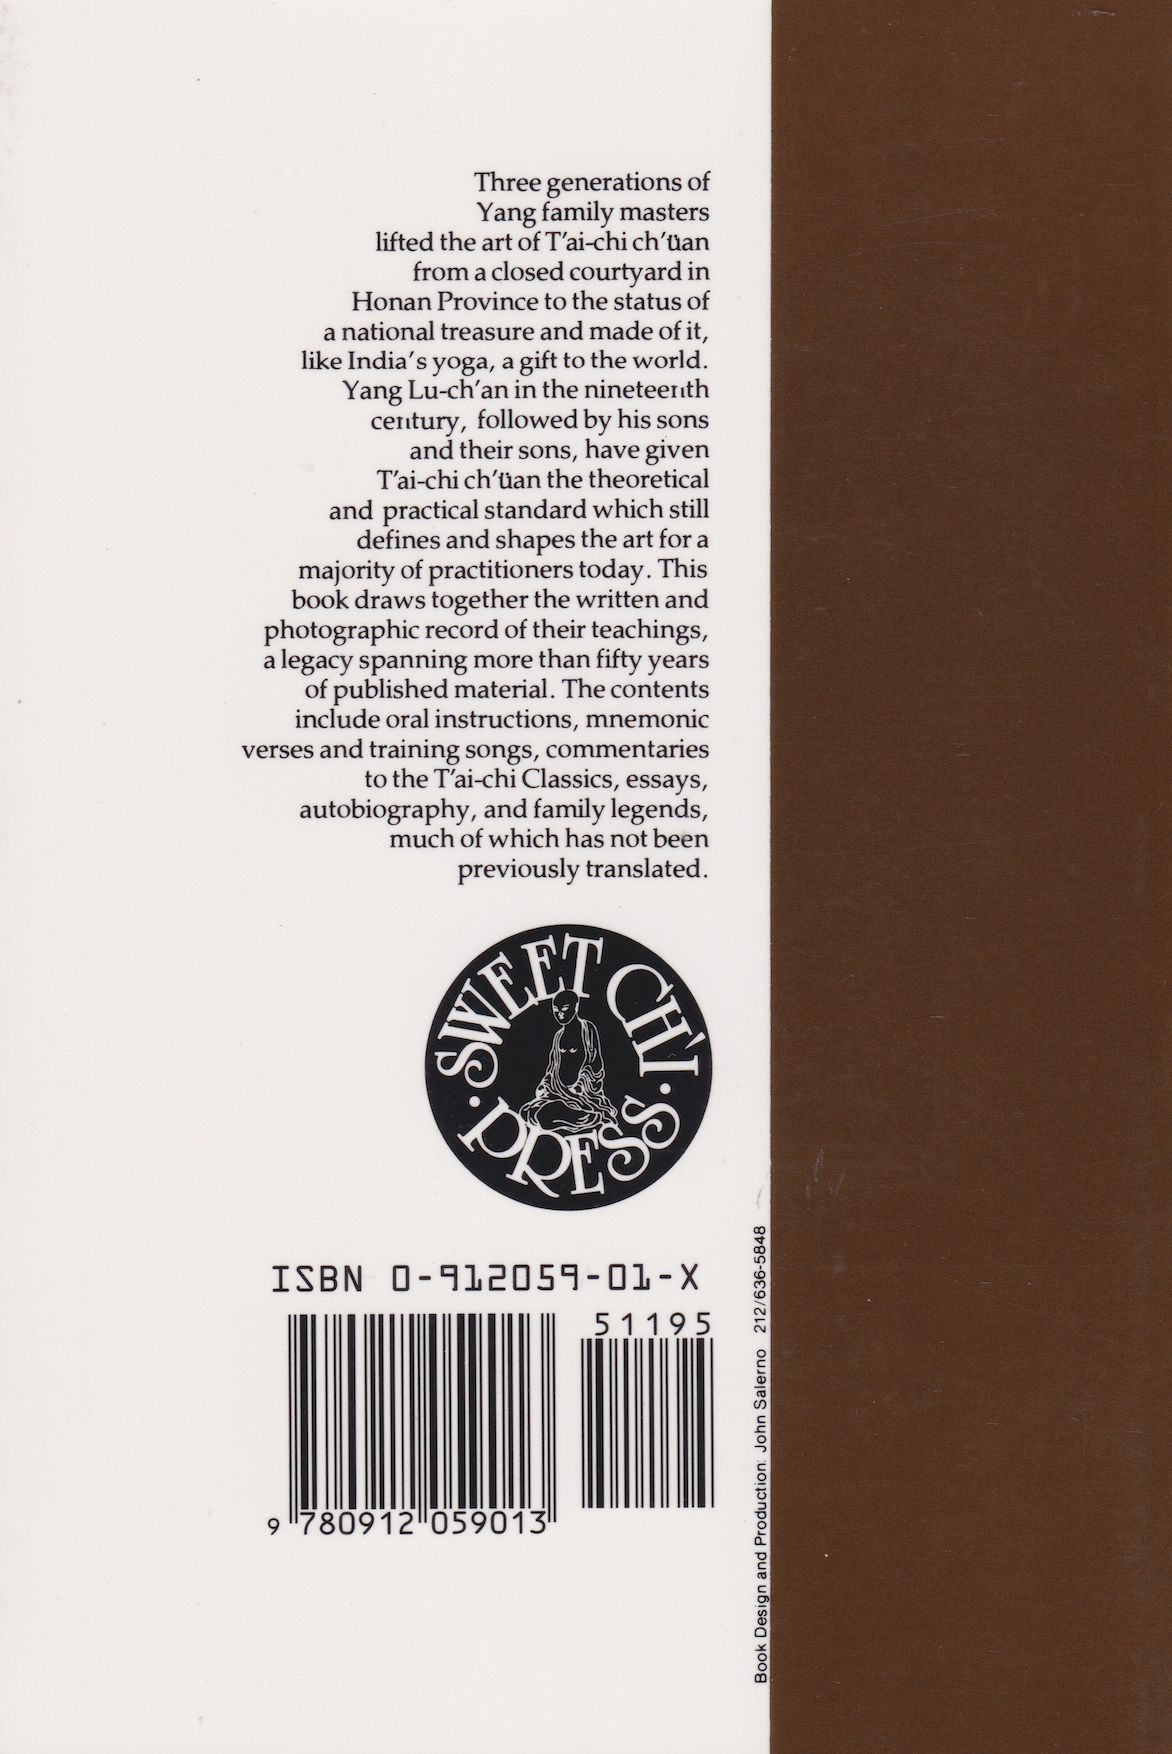 Three generations of
Yang family masters
lifted the art of T'ai-chi ch'üan
from a closed courtyard in
Honan Province to the status of
a national treasure and made of it,
like India's yoga, a gift to the world.
Yang Lu-ch'an in the nineteenth
century, followed by his sons
and their sons, have given
T'ai-chi ch'üan the theoretical
and practical standard which still
defines and shapes the art for a
majority of practitioners today. This
book draws together the written and
photographic record of their teachings,
a legacy spanning more than fifty years
of published material. The contents
include oral instructions, mnemonic
verses and training songs, commentaries
to the T'ai-chi Classics, essays,
autobiography, and family legends,
much of which has not been
previously translated.
SWEET CH'I
· PRESS ·
ISBN 0-912059-01-X
51195
9 780912 059013
Book Design and Production: John Salerno 212/636-5848